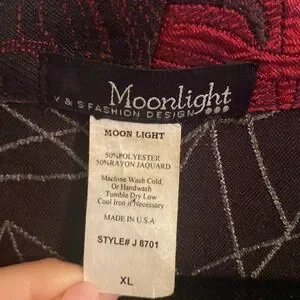 Moonlight
Y & S FASHION DESIGN
MOON LIGHT
50%POLYESTER
50%RAYON JAQUARD
Machine Wash Cold.
Or Handwash
Tumble Dry Low
Cool Iron if Necessary
MADE IN U.S.A
STYLE# J 8701
XL